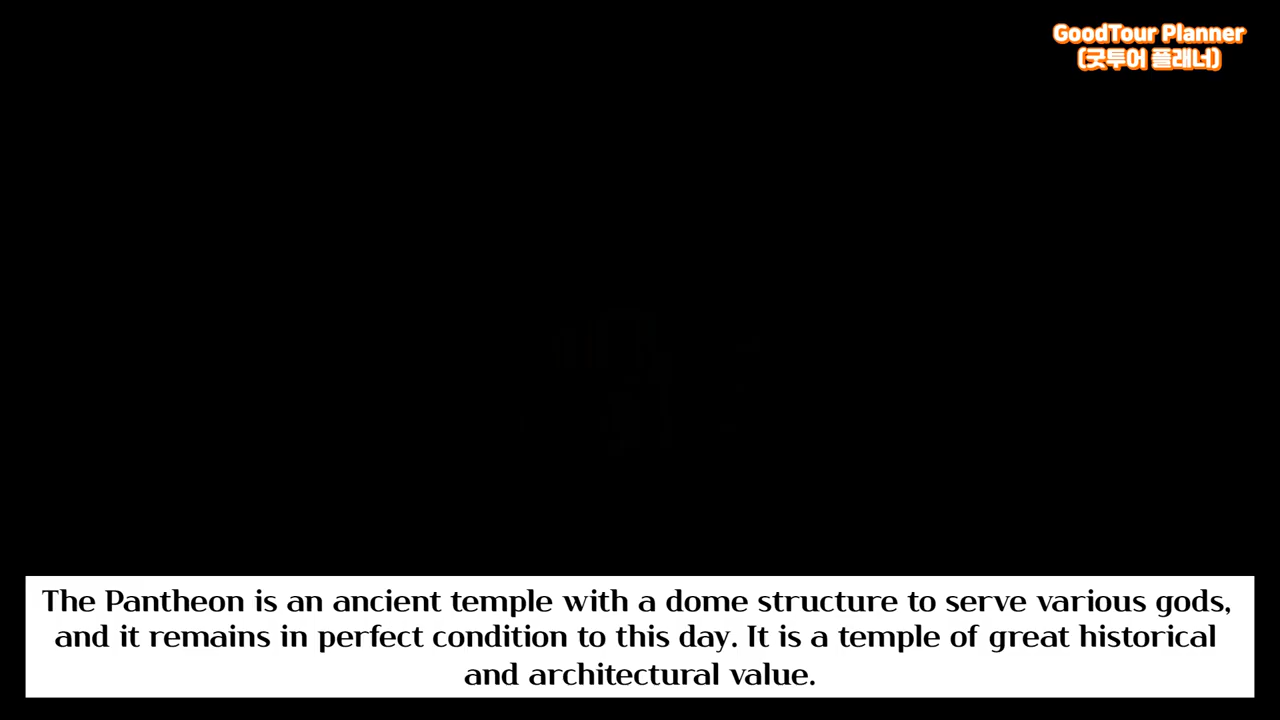 GoodTour Planner
(굿투어 플래너)
The Pantheon is an ancient temple with a dome structure to serve various gods,
and it remains in perfect condition to this day. It is a temple of great historical
and architectural value.